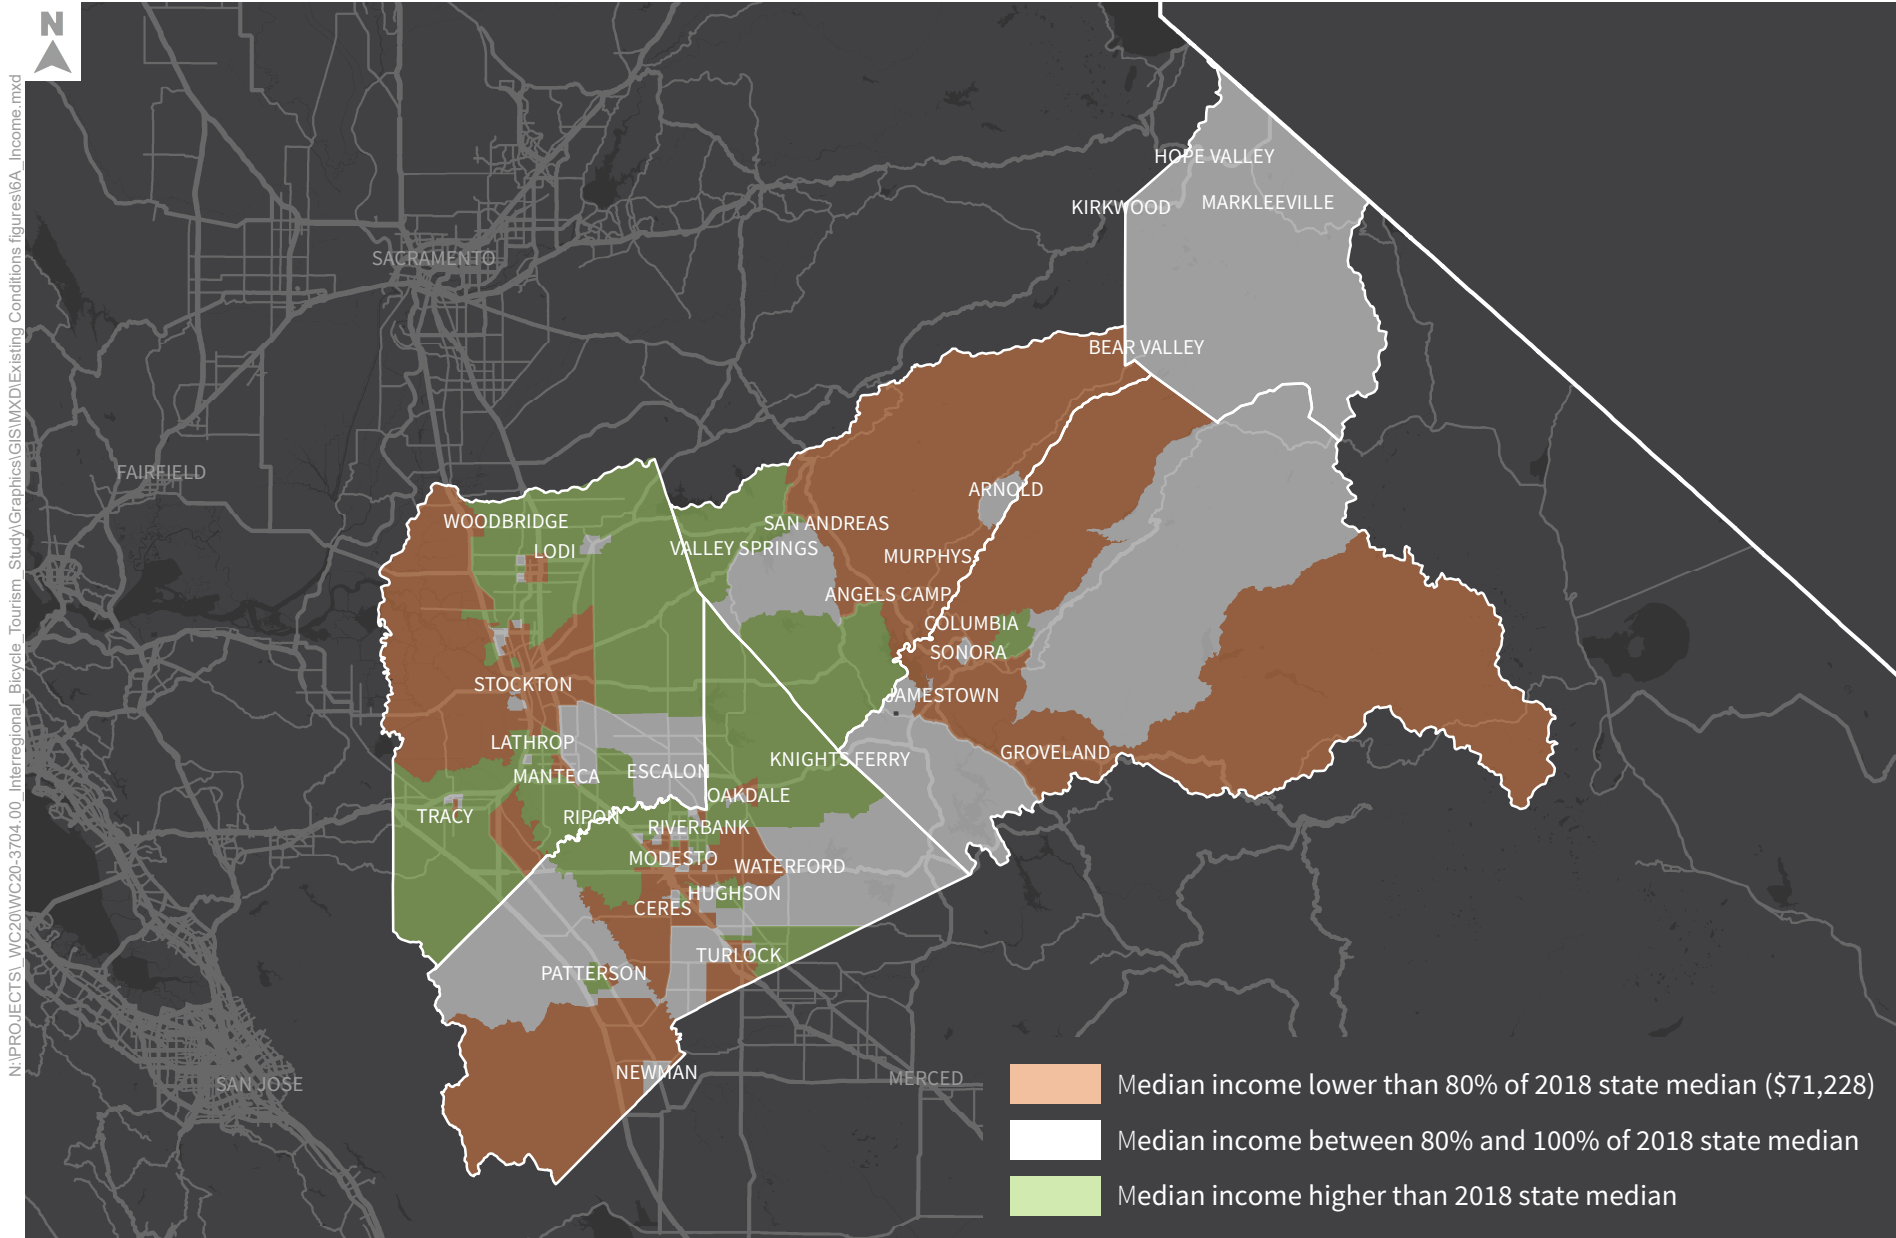 N
N:\PROJECTS\_WC20\WC20-3704.00_Interregional_Bicycle_Tourism_Study\Graphics\GIS\MXD\Existing Conditions figures\6A_Income.mxd
HOPE VALLEY
MARKLEEVILLE
KIRKWOOD
SACRAMENTO
BEAR VALLEY
FAIRFIELD
ARNOLD
WOODBRIDGE
SAN ANDREAS
LODI
VALLEY SPRINGS
MURPHYS
ANGELS CAMP
COLUMBIA
SONORA
STOCKTON
JAMESTOWN
LATHROP
GROVELAND
KNIGHTS FERRY
MANTECA
ESCALON
OAKDALE
TRACY
RIPON
RIVERBANK
MODESTO
WATERFORD
HUGHSON
CERES
TURLOCK
PATTERSON
NEWMAN
MERCED
SAN JOSE
Median income lower than 80% of 2018 state median ($71,228)
Median income between 80% and 100% of 2018 state median
Median income higher than 2018 state median